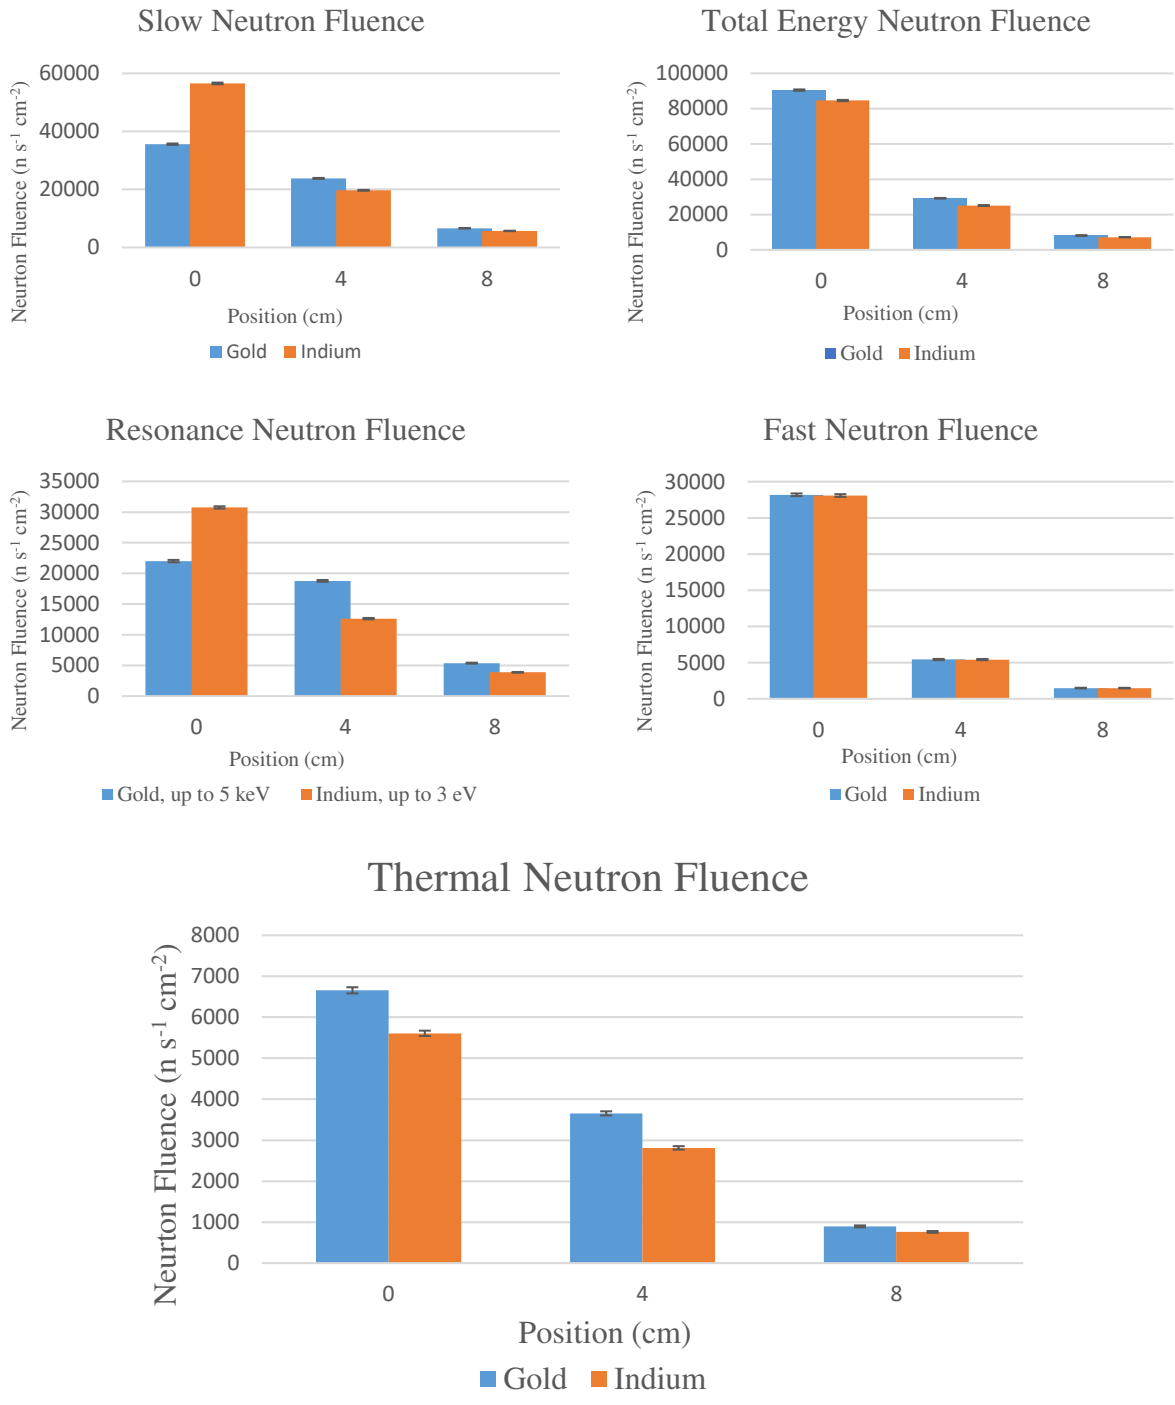 Slow Neutron Fluence
Neurton Fluence (n s-1 cm-2)
60000
40000
20000
0
0 4 8
Position (cm)
Gold Indium
Total Energy Neutron Fluence
Neurton Fluence (n s-1 cm-2)
100000
80000
60000
40000
20000
0
0 4 8
Position (cm)
Gold Indium
Resonance Neutron Fluence
Neurton Fluence (n s-1 cm-2)
35000
30000
25000
20000
15000
10000
5000
0
0 4 8
Position (cm)
Gold, up to 5 keV Indium, up to 3 eV
Fast Neutron Fluence
Neurton Fluence (n s-1 cm-2)
30000
25000
20000
15000
10000
5000
0
0 4 8
Position (cm)
Gold Indium
Thermal Neutron Fluence
Neurton Fluence (n s-1 cm-2)
8000
7000
6000
5000
4000
3000
2000
1000
0
0 4 8
Position (cm)
Gold Indium